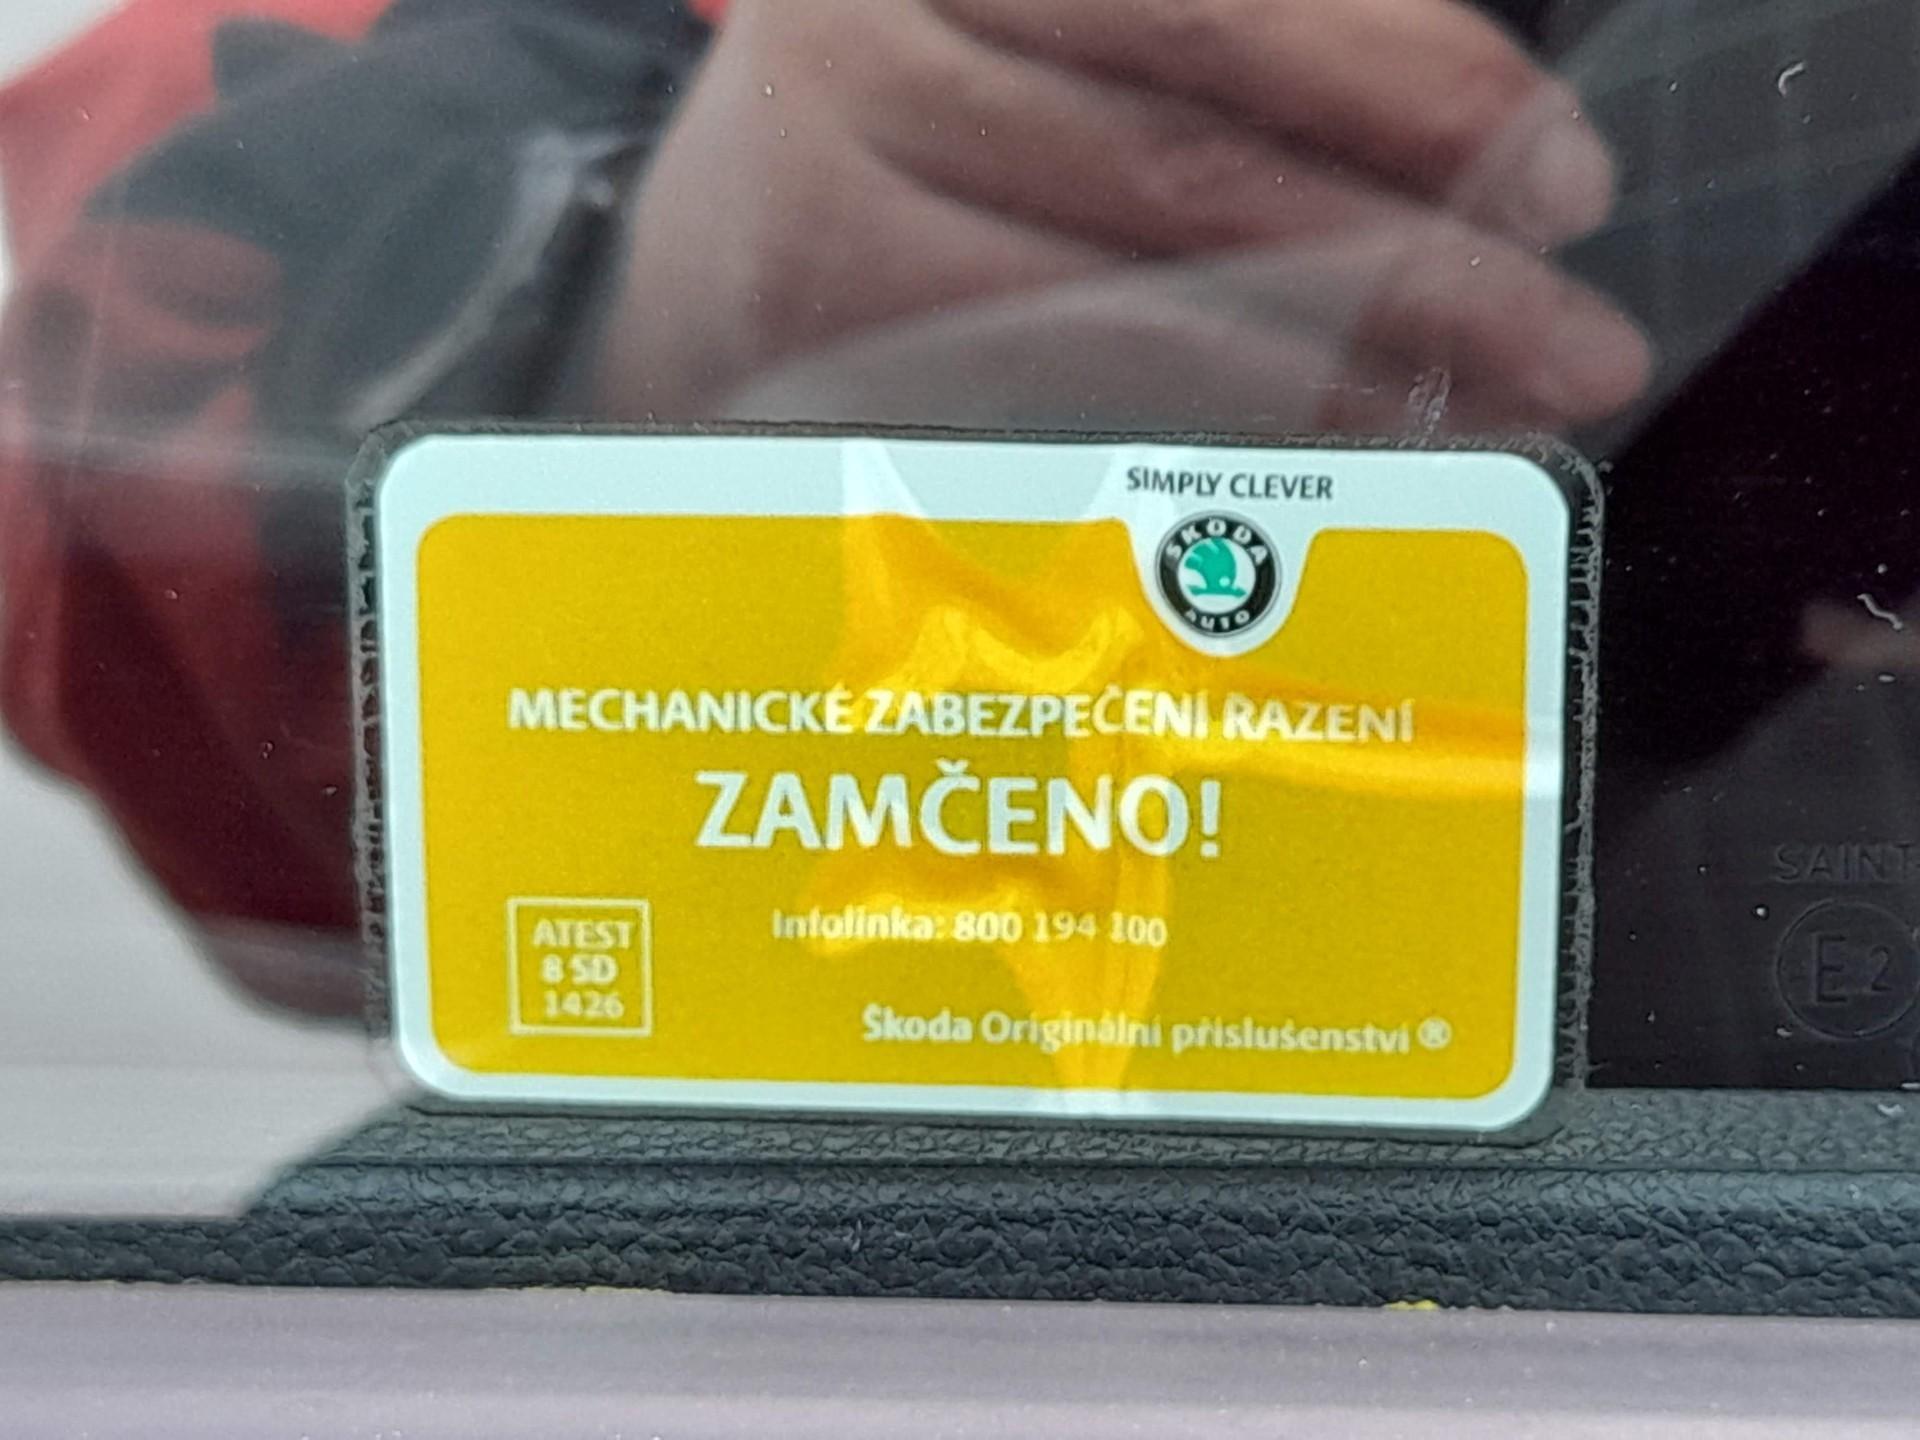 SIMPLY CLEVER
ŠKODA
AUTO
MECHANICKÉ ZABEZPEČENÍ ŘAZENÍ
ZAMČENO!
Infolinka: 800 194 100
ATEST
8 SD
1426
Škoda Originální příslušenství ®
SAINT
E2